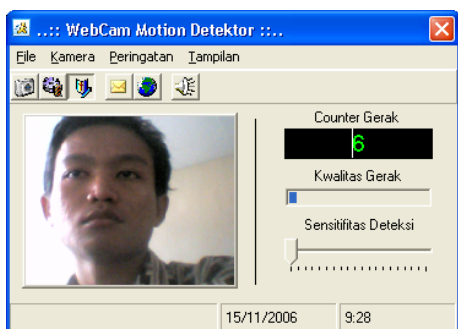 ..:: WebCam Motion Detektor ::..
File Kamera Peringatan Tampilan
Counter Gerak
6
Kwalitas Gerak
Sensitifitas Deteksi
15/11/2006 9:28